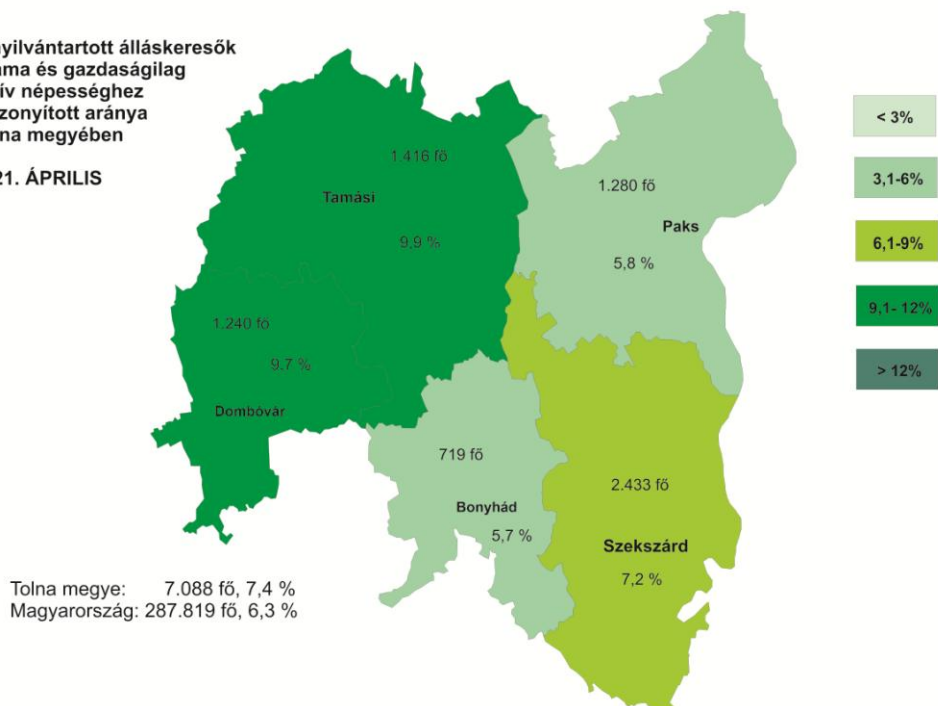 yilvántartott álláskeresők
ma és gazdaságilag
ív népességhez
zonyított aránya
na megyében
21. ÁPRILIS
1.416 fő
Tamási
9,9 %
1.280 fő
Paks
5,8 %
1.240 fő
9.7 %
Dombóvár
719 fő
Bonyhád
5,7 %
2.433 fő
Szekszárd
7,2 %
< 3%
3,1-6%
6,1-9%
9,1- 12%
> 12%
Tolna megye: 7.088 fő, 7,4 %
Magyarország: 287.819 fő, 6,3 %